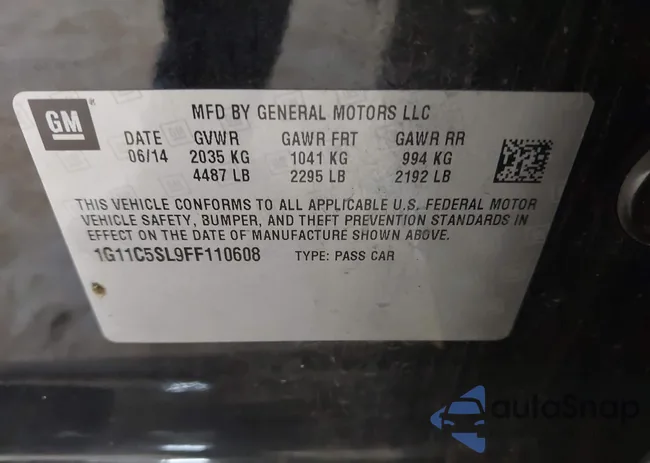 GM
MFD BY GENERAL MOTORS LLC
DATE GVWR GAWR FRT GAWR RR
06/14 2035 KG 1041 KG 994 KG
4487 LB 2295 LB 2192 LB
THIS VEHICLE CONFORMS TO ALL APPLICABLE U.S. FEDERAL MOTOR
VEHICLE SAFETY, BUMPER, AND THEFT PREVENTION STANDARDS IN
EFFECT ON THE DATE OF MANUFACTURE SHOWN ABOVE.
1G11C5SL9FF110608 TYPE: PASS CAR
autoSnap